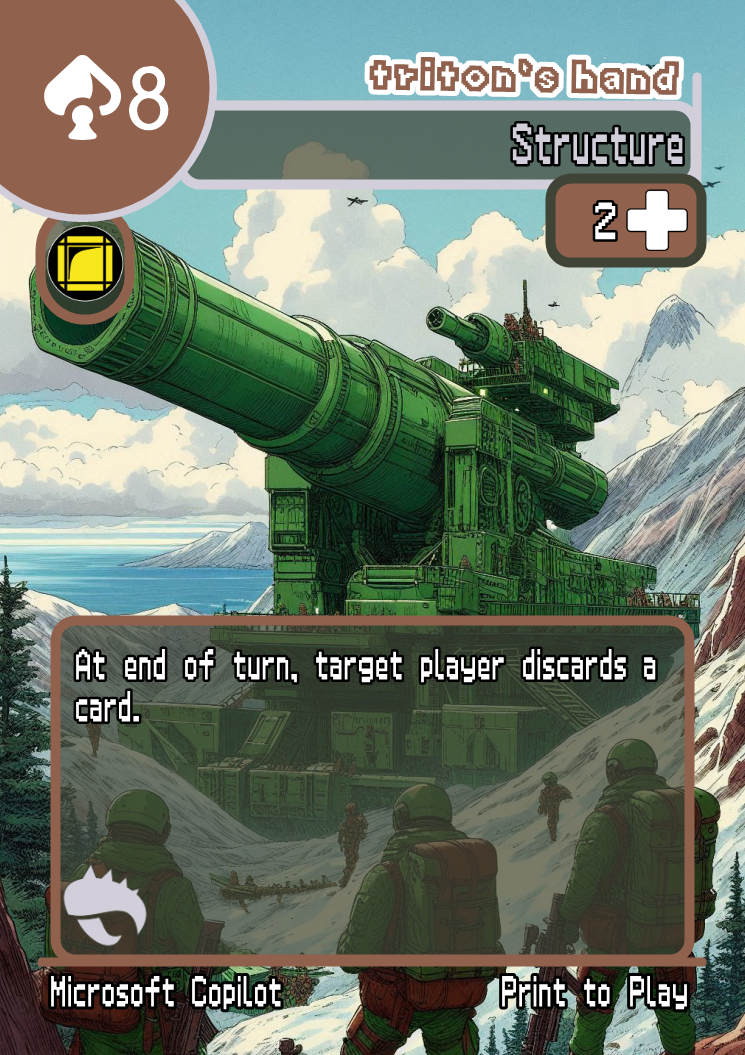 8
triton's hand
Structure
2
At end of turn, target player discards a
card.
Microsoft Copilot
Print to Play